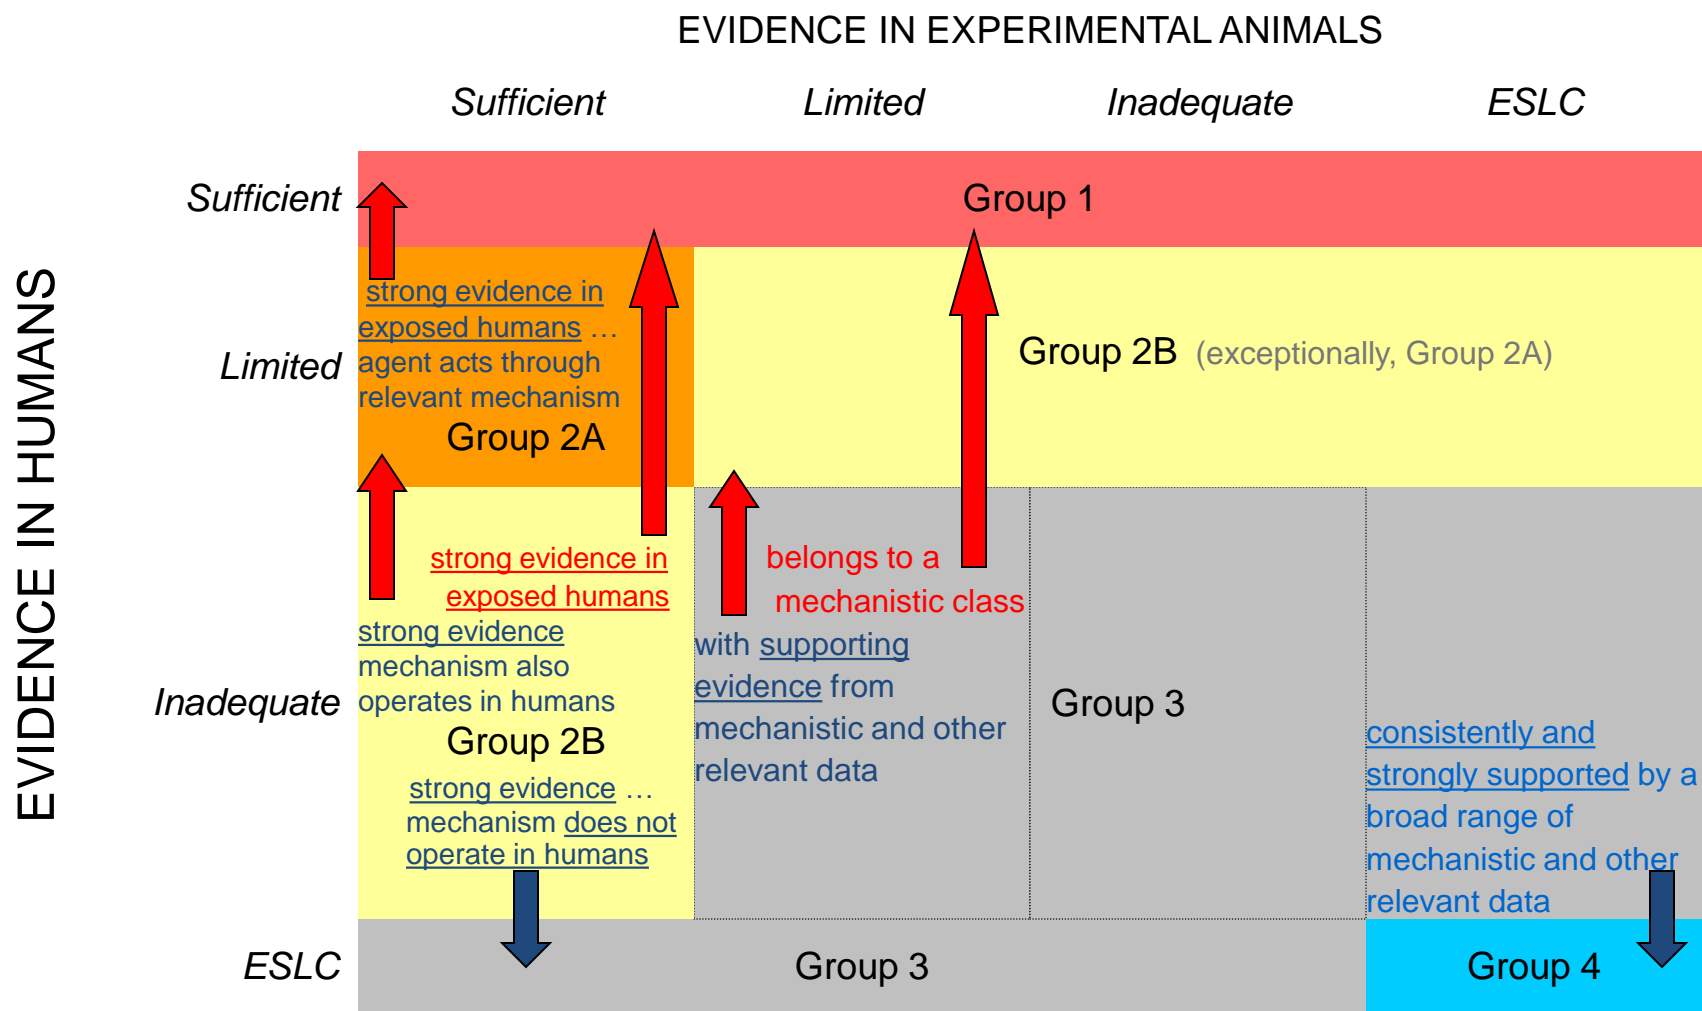 EVIDENCE IN EXPERIMENTAL ANIMALS
Sufficient
Limited
Inadequate
ESLC
EVIDENCE IN HUMANS
Sufficient
Group 1
Limited
strong evidence in
exposed humans …
agent acts through
relevant mechanism
Group 2A
Group 2B (exceptionally, Group 2A)
Inadequate
strong evidence in
exposed humans
strong evidence
mechanism also
operates in humans
Group 2B
strong evidence …
mechanism does not
operate in humans
belongs to a
mechanistic class
with supporting
evidence from
mechanistic and other
relevant data
Group 3
consistently and
strongly supported by a
broad range of
mechanistic and other
relevant data
ESLC
Group 3
Group 4